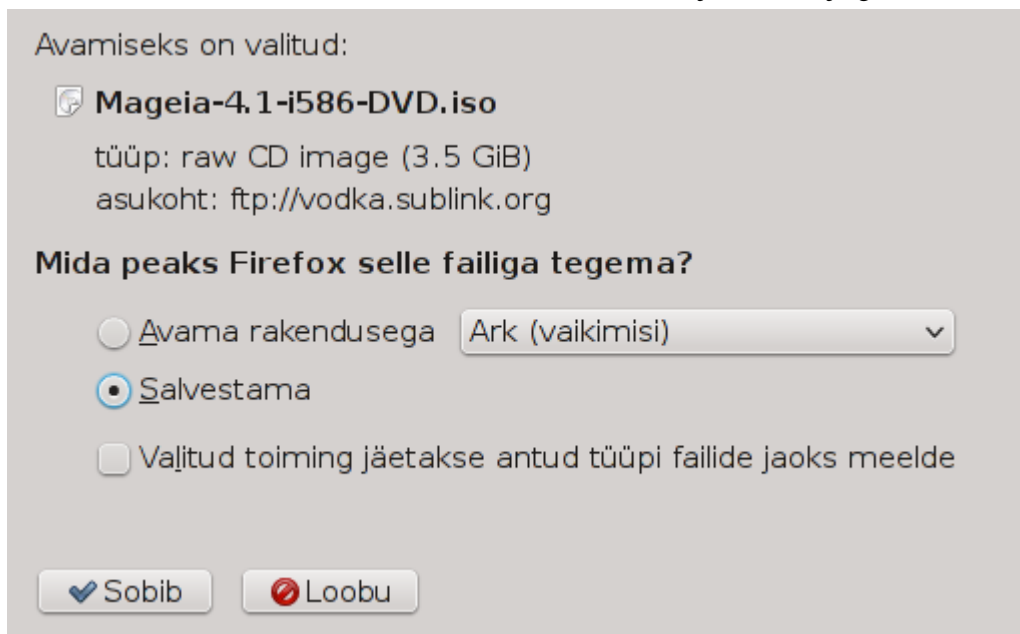 Avamiseks on valitud:
Mageia-4.1-i586-DVD.iso
tüüp: raw CD image (3.5 GiB)
asukoht: ftp://vodka.sublink.org
Mida peaks Firefox selle failiga tegema?
Avama rakendusega Ark (vaikimisi)
Salvestama
Valitud toiming jäetakse antud tüüpi failide jaoks meelde
Sobib Loobu